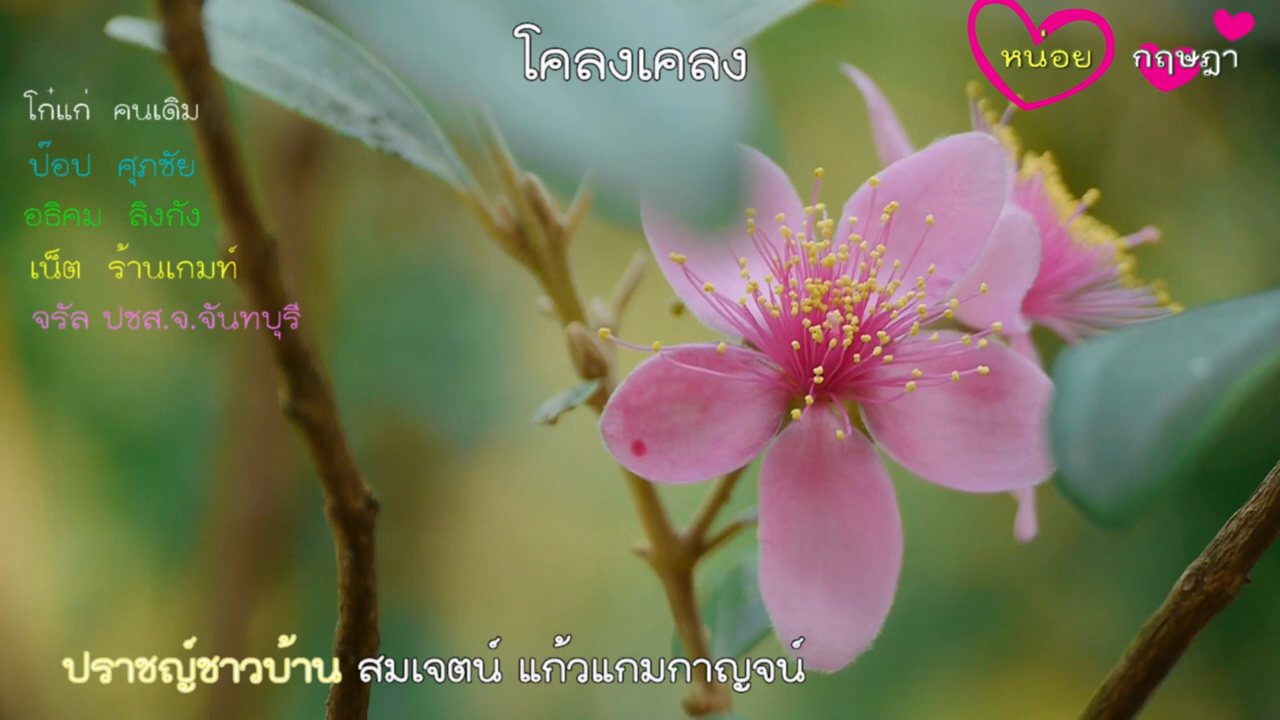 โคลงเคลง
หน่อย กฤษฎา
โก๋แก่ คนเดิม
ป๊อป ศุภชัย
อธิคม ลิงกัง
เน็ต ร้านเกมท์
จรัล ปชส.จ.จันทบุรี
ปราชญ์ชาวบ้าน สมเจตน์ แก้วแกมกาญจน์